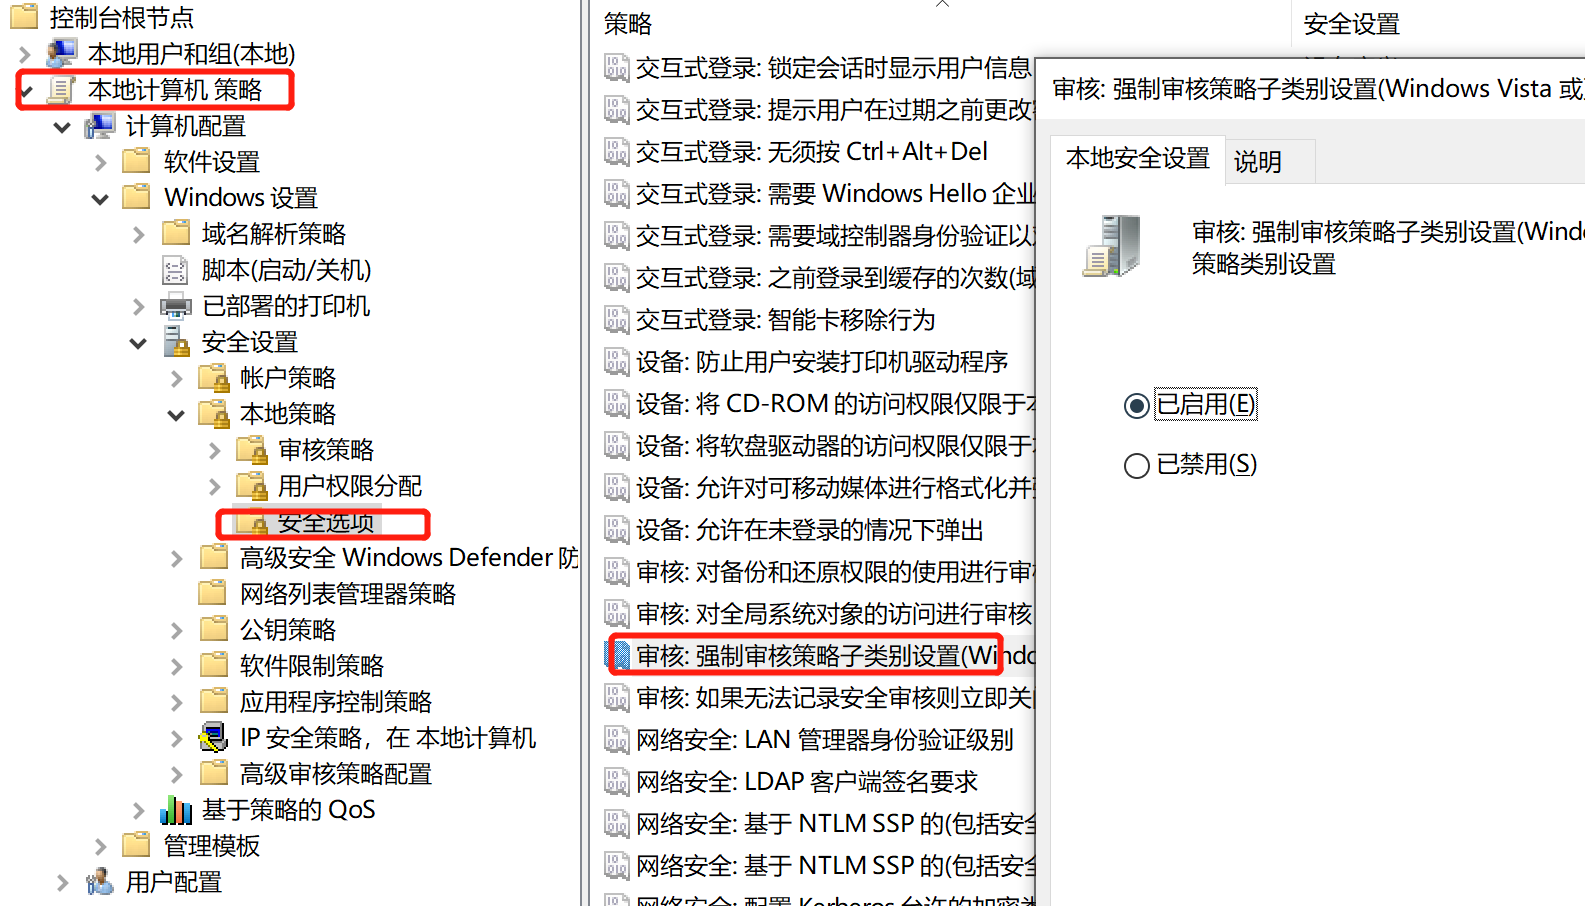 控制台根节点
本地用户和组(本地)
本地计算机 策略
计算机配置
软件设置
Windows 设置
域名解析策略
脚本(启动/关机)
已部署的打印机
安全设置
帐户策略
本地策略
审核策略
用户权限分配
安全选项
高级安全 Windows Defender 防
网络列表管理器策略
公钥策略
软件限制策略
应用程序控制策略
IP 安全策略，在 本地计算机
高级审核策略配置
基于策略的 QoS
管理模板
用户配置
策略
安全设置
交互式登录: 锁定会话时显示用户信息
交互式登录: 提示用户在过期之前更改
交互式登录: 无须按 Ctrl+Alt+Del
交互式登录: 需要 Windows Hello 企业
交互式登录: 需要域控制器身份验证以
交互式登录: 之前登录到缓存的次数(域
交互式登录: 智能卡移除行为
设备: 防止用户安装打印机驱动程序
设备: 将 CD-ROM 的访问权限仅限于本
设备: 将软盘驱动器的访问权限仅限于
设备: 允许对可移动媒体进行格式化并
设备: 允许在未登录的情况下弹出
审核: 对备份和还原权限的使用进行审
审核: 对全局系统对象的访问进行审核
审核: 强制审核策略子类别设置(Windo
审核: 如果无法记录安全审核则立即关
网络安全: LAN 管理器身份验证级别
网络安全: LDAP 客户端签名要求
网络安全: 基于 NTLM SSP 的(包括安全
网络安全: 基于 NTLM SSP 的(包括安全
网络安全: 配置 Kerberos 允许的加密类
审核: 强制审核策略子类别设置(Windows Vista 或
本地安全设置
说明
审核: 强制审核策略子类别设置(Windo
策略类别设置
已启用(E)
已禁用(S)